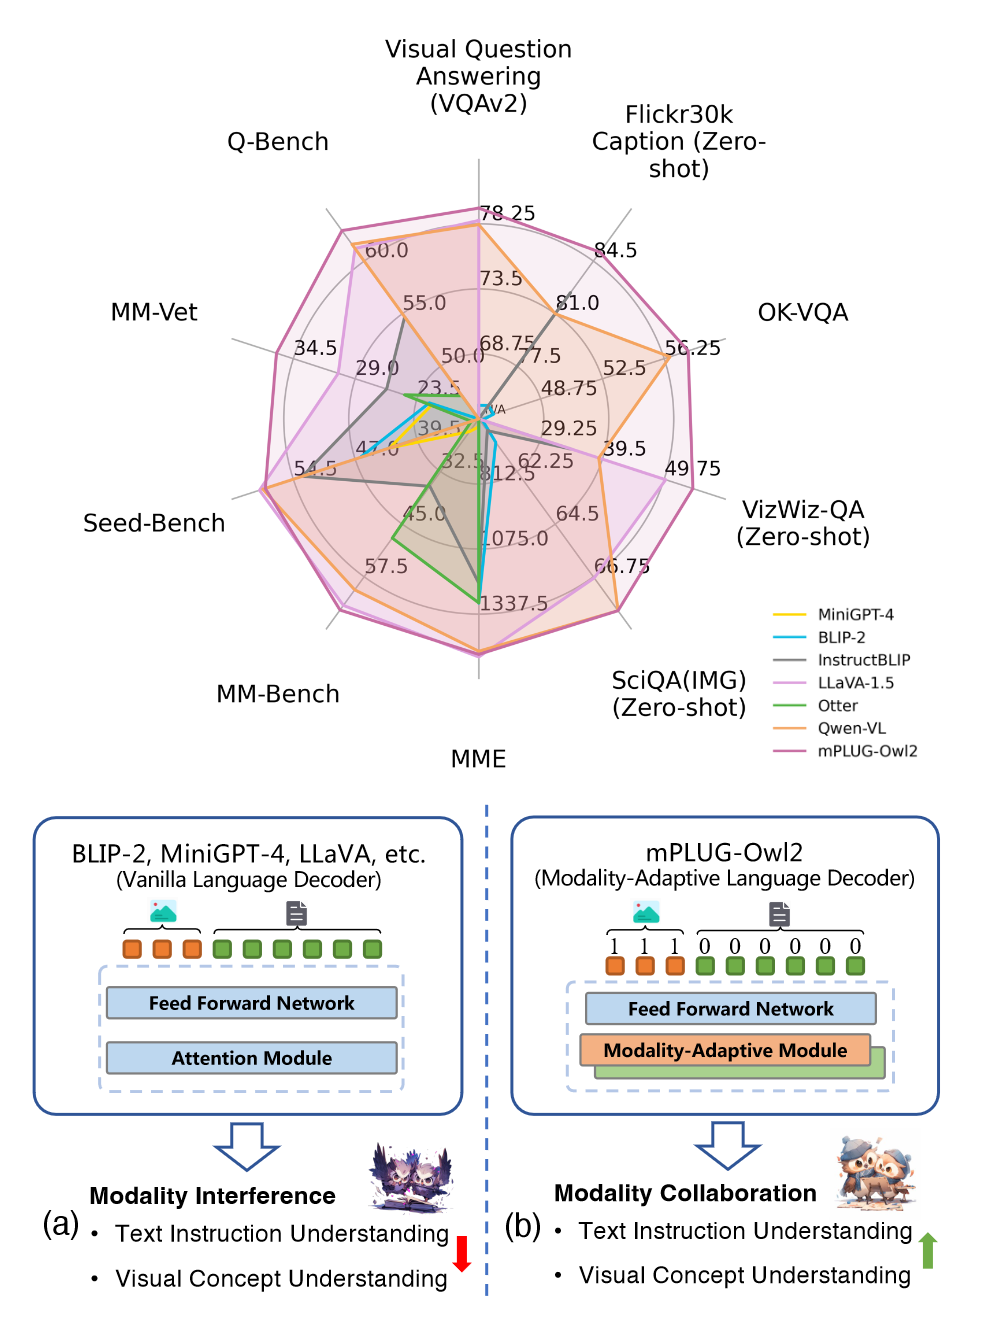 Visual Question
Answering
(VQAv2)
Flickr30k
Caption (Zero-
shot)
Q-Bench
78.25
60.0
84.5
73.5
55.0
81.0
MM-Vet
OK-VQA
34.5
68.75
77.5
56.25
50.0
29.0
52.5
23.5
48.75
N/A
39.5
29.25
47.0
39.5
32.5
62.25
54.5
49.75
812.5
Seed-Bench
VizWiz-QA
(Zero-shot)
45.0
64.5
1075.0
57.5
66.75
1337.5
MM-Bench
SciQA(IMG)
(Zero-shot)
MME
MiniGPT-4
BLIP-2
InstructBLIP
LLaVA-1.5
Otter
Qwen-VL
mPLUG-Owl2
BLIP-2, MiniGPT-4, LLaVA, etc.
(Vanilla Language Decoder)
Feed Forward Network
Attention Module
Modality Interference
(a)
• Text Instruction Understanding
• Visual Concept Understanding
mPLUG-Owl2
(Modality-Adaptive Language Decoder)
1 1 1 0 0 0 0 0 0
Feed Forward Network
Modality-Adaptive Module
Modality Collaboration
(b)
• Text Instruction Understanding
• Visual Concept Understanding